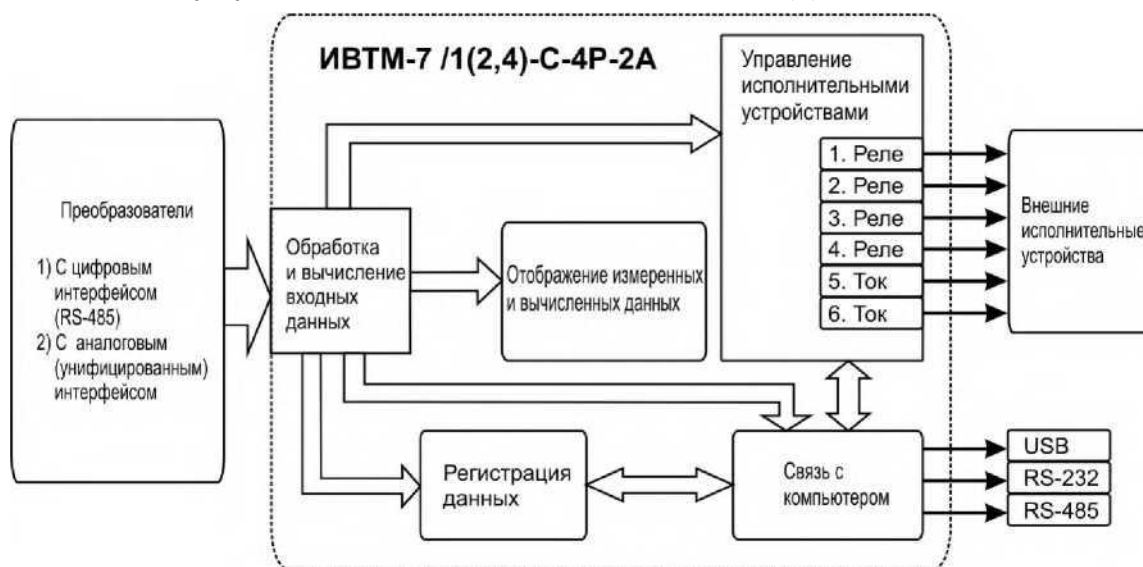 ИВТМ-7 /1(2,4)-С-4Р-2А
Преобразователи
1) С цифровым
интерфейсом
(RS-485)
2) С аналоговым
(унифицированным)
интерфейсом
Обработка
и вычисление
входных
данных
Отображение измеренных
и вычисленных данных
Управление
исполнительными
устройствами
1. Реле
2. Реле
3. Реле
4. Реле
5. Ток
6. Ток
Внешние
исполнительные
устройства
Регистрация
данных
Связь с
компьютером
USB
RS-232
RS-485